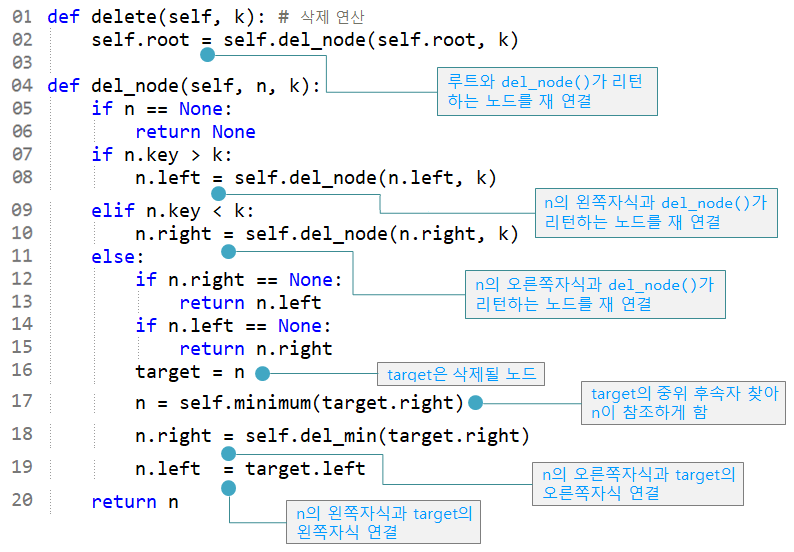 01 def delete(self, k): # 삭제 연산
02     self.root = self.del_node(self.root, k)
03
루트와 del_node()가 리턴
하는 노드를 재 연결
04 def del_node(self, n, k):
05     if n == None:
06         return None
07     if n.key > k:
08         n.left = self.del_node(n.left, k)
n의 왼쪽자식과 del_node()가
리턴하는 노드를 재 연결
09     elif n.key < k:
10         n.right = self.del_node(n.right, k)
11     else:
n의 오른쪽자식과 del_node()가
리턴하는 노드를 재 연결
12         if n.right == None:
13             return n.left
14         if n.left == None:
15             return n.right
16         target = n
target은 삭제될 노드
17         n = self.minimum(target.right)
target의 중위 후속자 찾아
n이 참조하게 함
18         n.right = self.del_min(target.right)
19         n.left  = target.left
n의 오른쪽자식과 target의
오른쪽자식 연결
20     return n
n의 왼쪽자식과 target의
왼쪽자식 연결